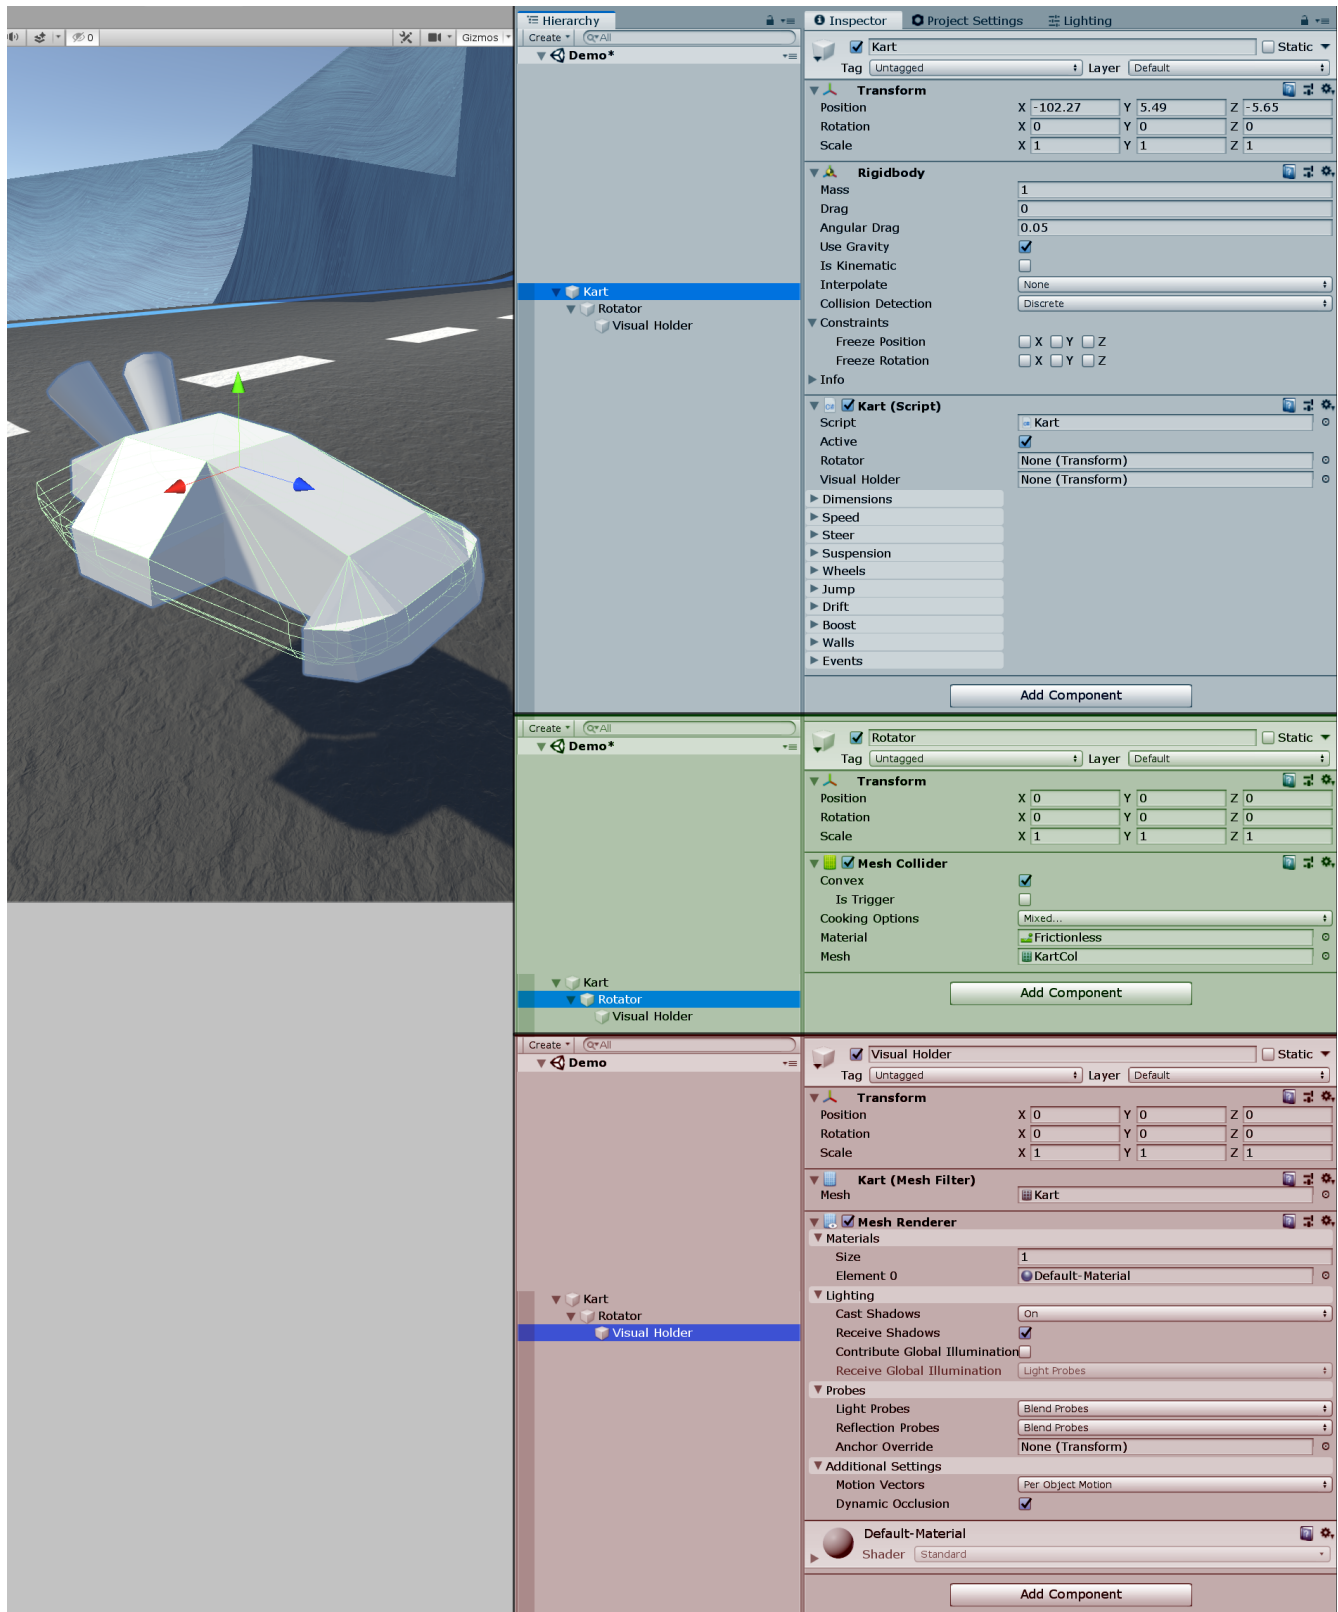 0
Gizmos
Hierarchy
Create
All
Demo*
Kart
Rotator
Visual Holder
Inspector
Project Settings
Lighting
Kart
Static
Tag Untagged Layer Default
Transform
Position X -102.27 Y 5.49 Z -5.65
Rotation X 0 Y 0 Z 0
Scale X 1 Y 1 Z 1
Rigidbody
Mass 1
Drag 0
Angular Drag 0.05
Use Gravity
Is Kinematic
Interpolate None
Collision Detection Discrete
Constraints
Freeze Position X Y Z
Freeze Rotation X Y Z
Info
Kart (Script)
Script Kart
Active
Rotator None (Transform)
Visual Holder None (Transform)
Dimensions
Speed
Steer
Suspension
Wheels
Jump
Drift
Boost
Walls
Events
Add Component
Create
All
Demo*
Kart
Rotator
Visual Holder
Rotator
Static
Tag Untagged Layer Default
Transform
Position X 0 Y 0 Z 0
Rotation X 0 Y 0 Z 0
Scale X 1 Y 1 Z 1
Mesh Collider
Convex
Is Trigger
Cooking Options Mixed...
Material Frictionless
Mesh KartCol
Add Component
Create
All
Demo
Kart
Rotator
Visual Holder
Visual Holder
Static
Tag Untagged Layer Default
Transform
Position X 0 Y 0 Z 0
Rotation X 0 Y 0 Z 0
Scale X 1 Y 1 Z 1
Kart (Mesh Filter)
Mesh Kart
Mesh Renderer
Materials
Size 1
Element 0 Default-Material
Lighting
Cast Shadows On
Receive Shadows
Contribute Global Illumination
Receive Global Illumination Light Probes
Probes
Light Probes Blend Probes
Reflection Probes Blend Probes
Anchor Override None (Transform)
Additional Settings
Motion Vectors Per Object Motion
Dynamic Occlusion
Default-Material
Shader Standard
Add Component